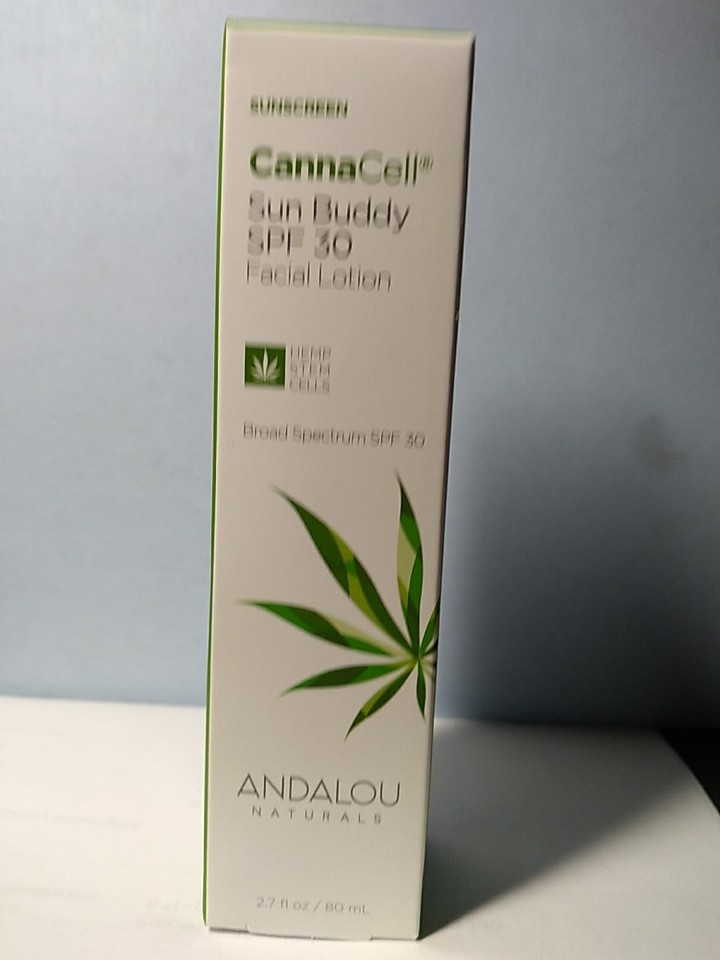 SUNSCREEN
CannaCell®
Sun Buddy
SPF 30
Facial Lotion
HEMP
STEM
CELLS
Broad Spectrum SPF 30
ANDALOU
NATURALS
2.7 fl oz / 80 mL